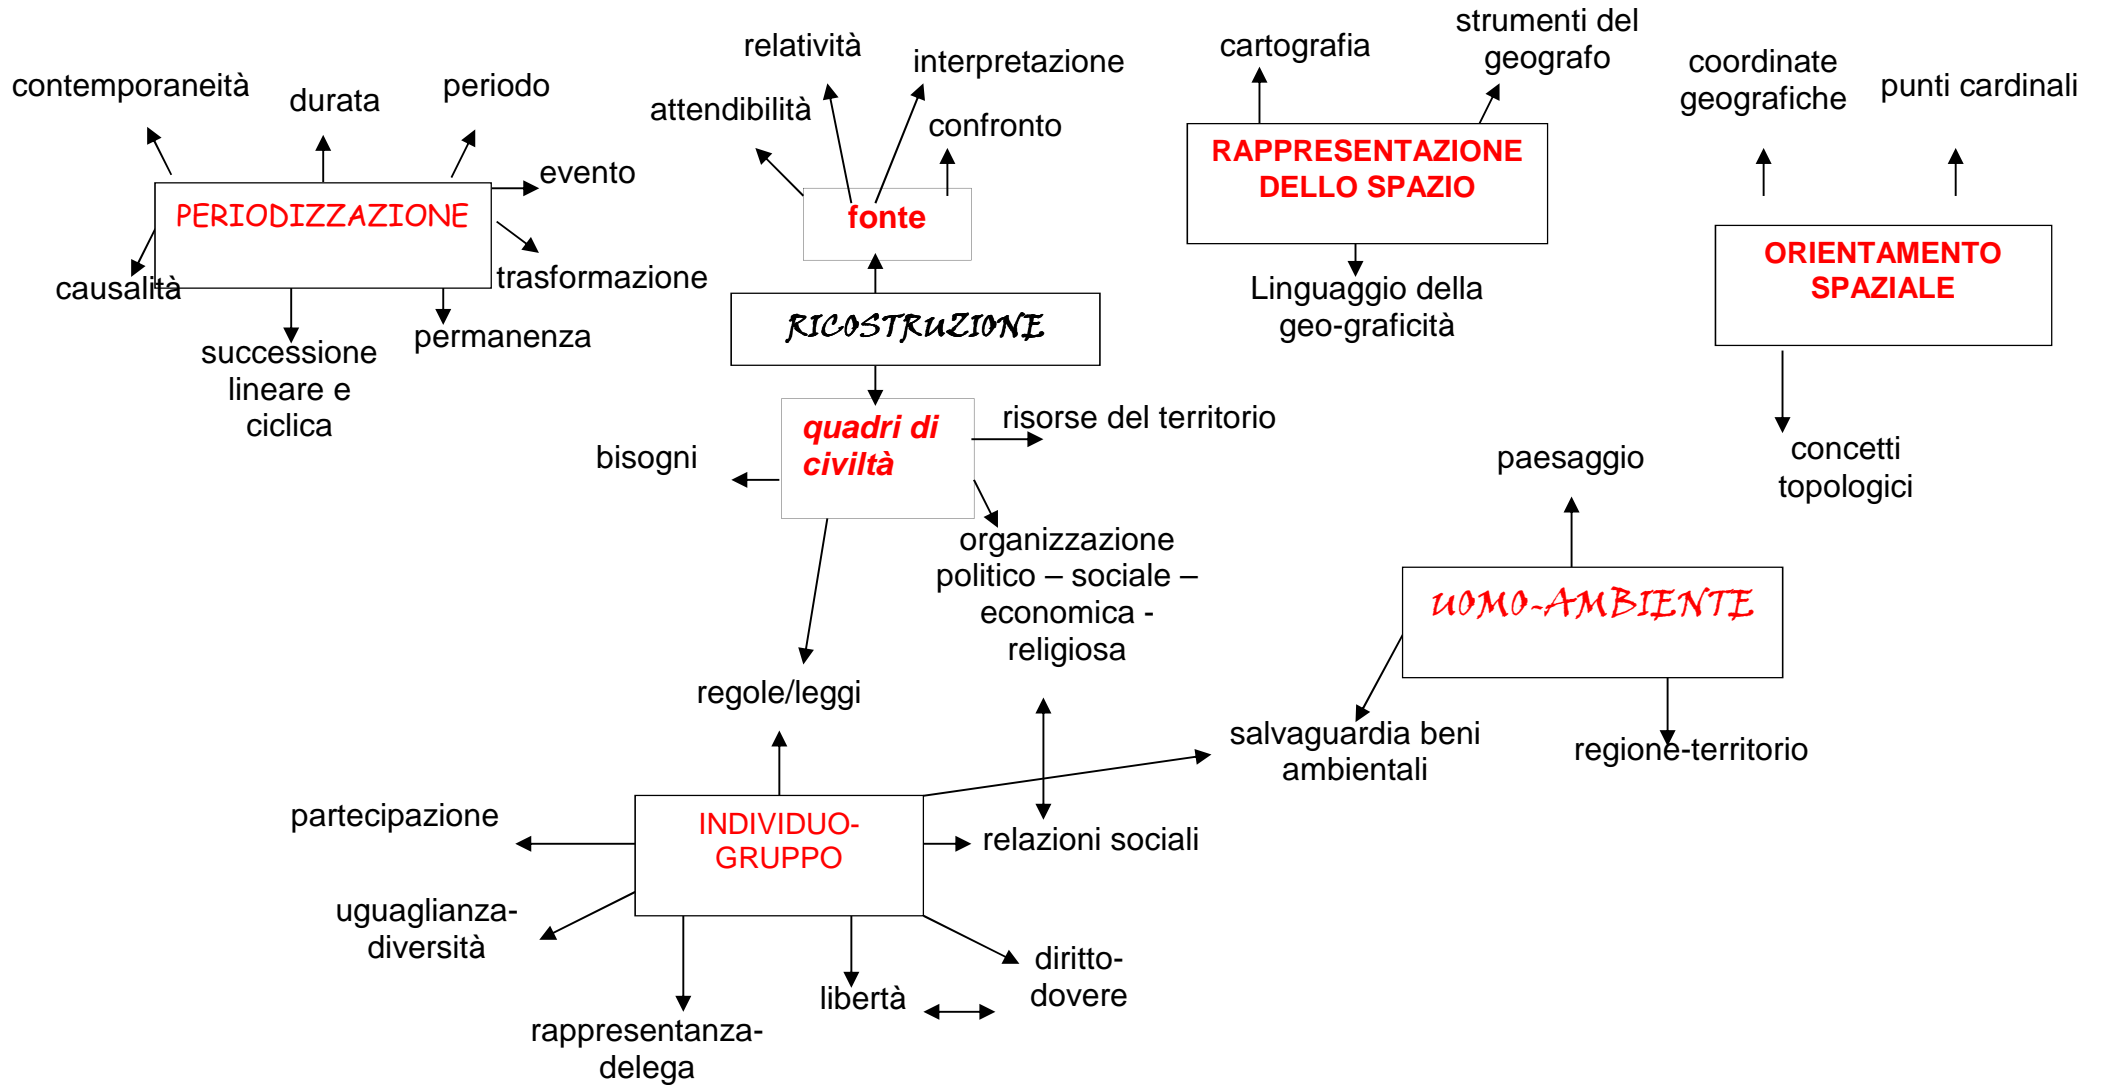 contemporaneità
durata
periodo
evento
PERIODIZZAZIONE
trasformazione
causalità
permanenza
successione
lineare e
ciclica
relatività
interpretazione
attendibilità
confronto
fonte
RICOSTRUZIONE
quadri di
civiltà
risorse del territorio
bisogni
organizzazione
politico – sociale –
economica -
religiosa
regole/leggi
cartografia
strumenti del
geografo
RAPPRESENTAZIONE
DELLO SPAZIO
Linguaggio della
geo-graficità
coordinate
geografiche
punti cardinali
ORIENTAMENTO
SPAZIALE
concetti
topologici
paesaggio
UOMO-AMBIENTE
salvaguardia beni
ambientali
regione-territorio
partecipazione
INDIVIDUO-
GRUPPO
relazioni sociali
uguaglianza-
diversità
rappresentanza-
delega
libertà
diritto-
dovere